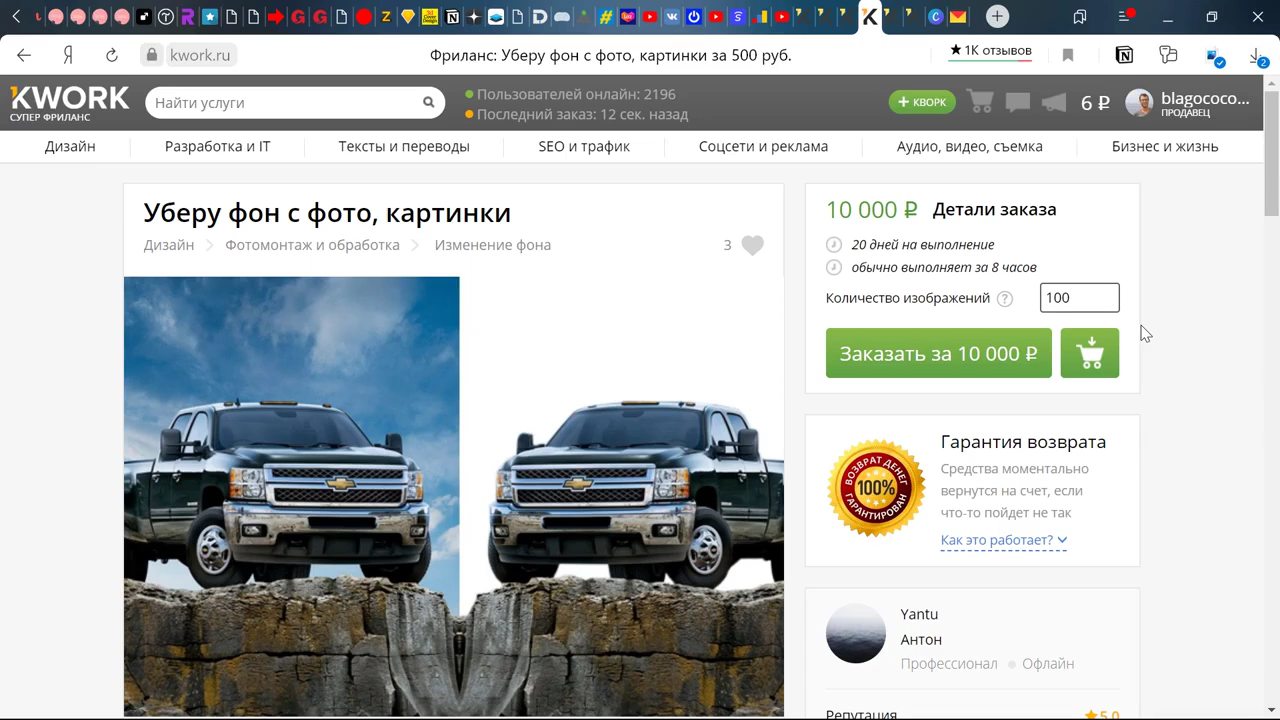 kwork.ru
Фриланс: Уберу фон с фото, картинки за 500 руб.
★ 1K отзывов
2
KWORK
СУПЕР ФРИЛАНС
Найти услуги
Пользователей онлайн: 2196
Последний заказ: 12 сек. назад
+ КВОРК
6 ₽
blagococo...
ПРОДАВЕЦ
Дизайн
Разработка и IT
Тексты и переводы
SEO и трафик
Соцсети и реклама
Аудио, видео, съемка
Бизнес и жизнь
Уберу фон с фото, картинки
Дизайн
Фотомонтаж и обработка
Изменение фона
3
10 000 ₽ Детали заказа
20 дней на выполнение
обычно выполняет за 8 часов
Количество изображений ? 100
Заказать за 10 000 ₽
ВОЗВРАТ ДЕНЕГ
100%
ГАРАНТИРОВАН
Гарантия возврата
Средства моментально
вернутся на счет, если
что-то пойдет не так
Как это работает?
Yantu
Антон
Профессионал
Офлайн
Репутация
★5.0